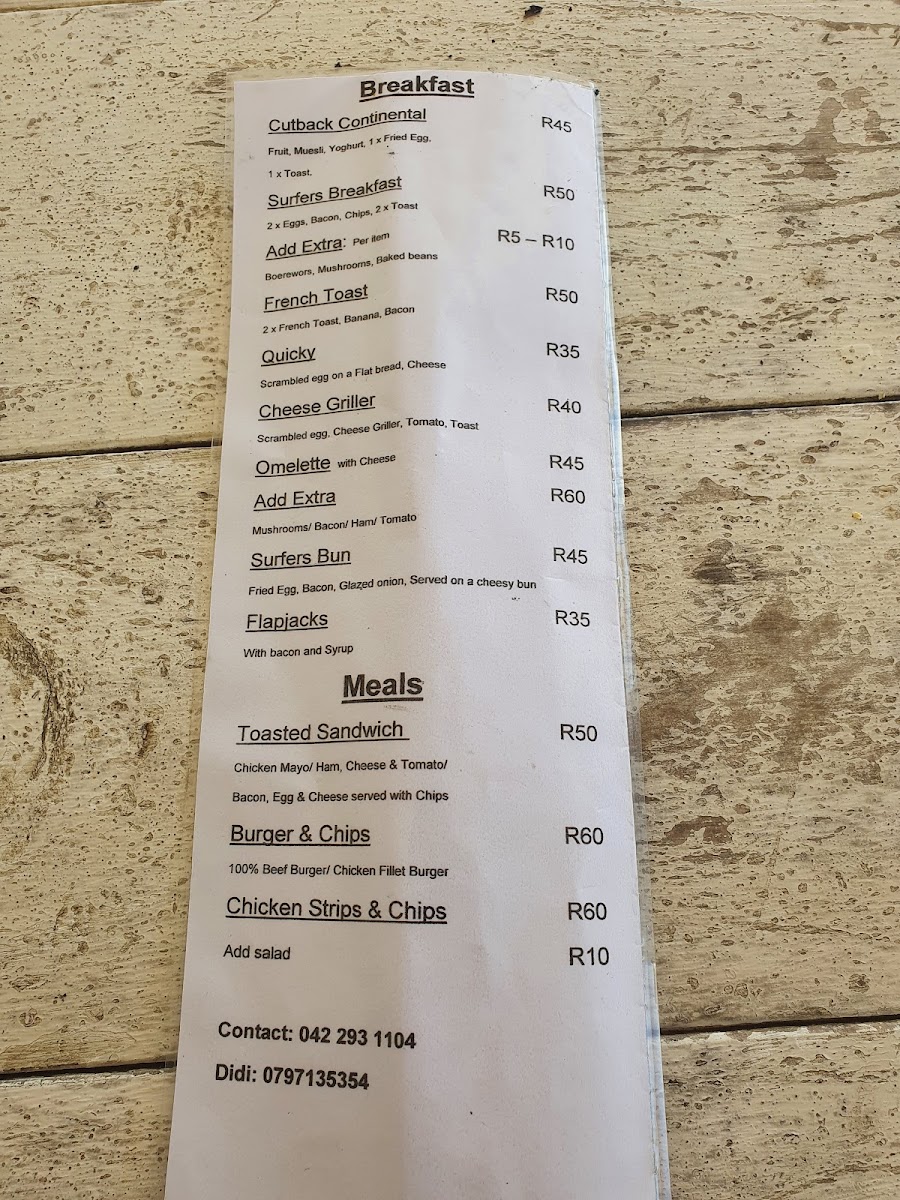 Breakfast
Cutback Continental R45
Fruit, Muesli, Yoghurt, 1 x Fried Egg,
1 x Toast,
Surfers Breakfast R50
2 x Eggs, Bacon, Chips, 2 x Toast
Add Extra: Per item R5 – R10
Boerewors, Mushrooms, Baked beans
French Toast R50
2 x French Toast, Banana, Bacon
Quicky R35
Scrambled egg on a Flat bread, Cheese
Cheese Griller R40
Scrambled egg, Cheese Griller, Tomato, Toast
Omelette with Cheese R45
Add Extra R60
Mushrooms/ Bacon/ Ham/ Tomato
Surfers Bun R45
Fried Egg, Bacon, Glazed onion, Served on a cheesy bun
Flapjacks R35
With bacon and Syrup
Meals
Toasted Sandwich R50
Chicken Mayo/ Ham, Cheese & Tomato/
Bacon, Egg & Cheese served with Chips
Burger & Chips R60
100% Beef Burger/ Chicken Fillet Burger
Chicken Strips & Chips R60
Add salad R10
Contact: 042 293 1104
Didi: 0797135354